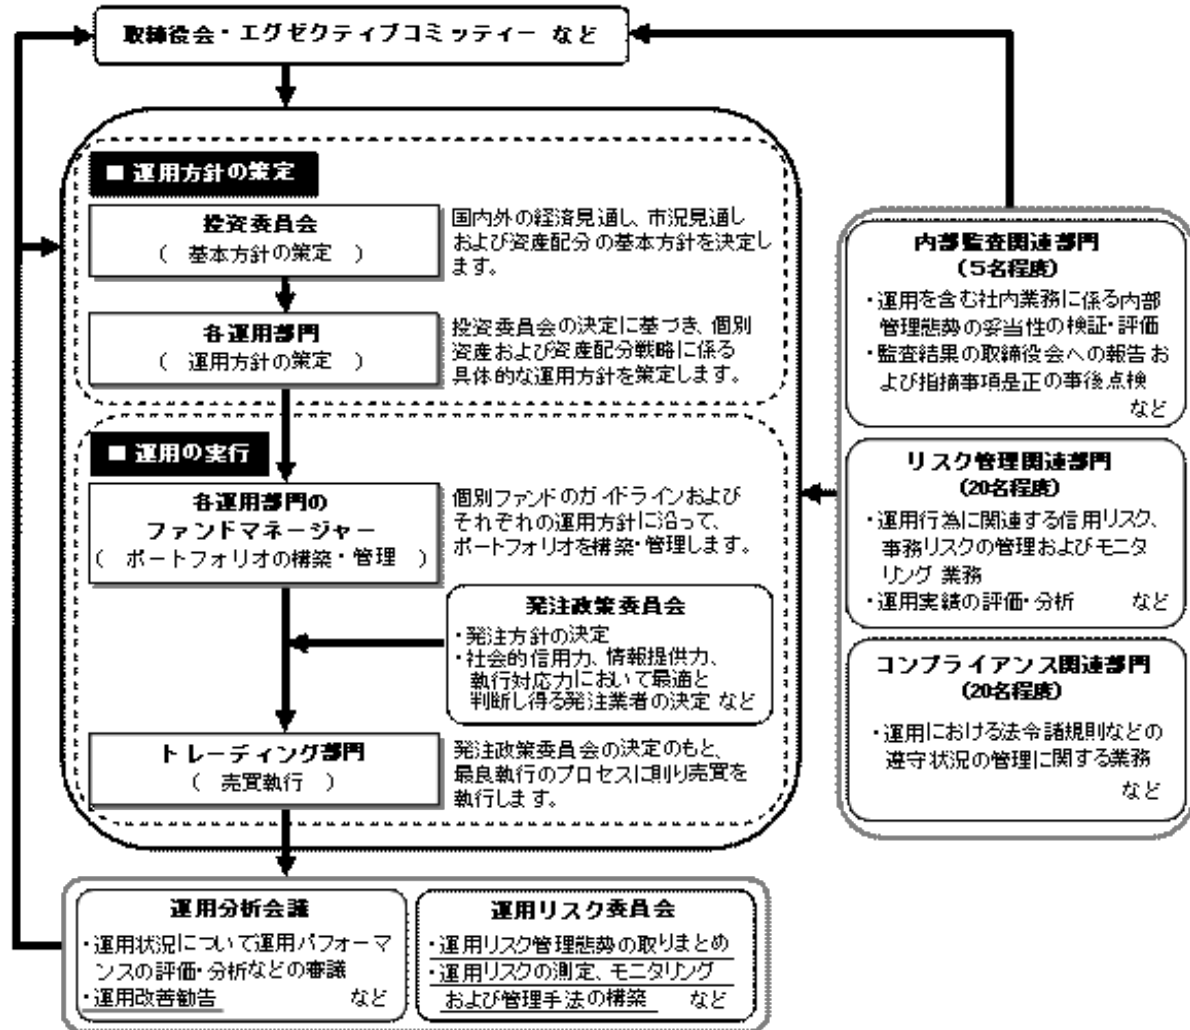 取締役会・エグゼクティブコミッティー など
■ 運用方針の策定
投資委員会
( 基本方針の策定 )
国内外の経済見通し、市況見通し
および資産配分の基本方針を決定し
ます。
各運用部門
( 運用方針の策定 )
投資委員会の決定に基づき、個別
資産および資産配分戦略に係る
具体的な運用方針を策定します。
■ 運用の実行
各運用部門の
ファンドマネージャー
( ポートフォリオの構築・管理 )
個別ファンドのガイドラインおよび
それぞれの運用方針に沿って、
ポートフォリオを構築・管理します。
発注政策委員会
・発注方針の決定
・社会的信用力、情報提供力、
執行対応力において最適と
判断し得る発注業者の決定 など
トレーディング部門
( 売買執行 )
発注政策委員会の決定のもと、
最良執行のプロセスに則り売買を
執行します。
内部監査関連部門
(5名程度)
・運用を含む社内業務に係る内部
管理態勢の妥当性の検証・評価
・監査結果の取締役会への報告お
よび指摘事項是正の事後点検
など
リスク管理関連部門
(20名程度)
・運用行為に関連する信用リスク、
事務リスクの管理およびモニタ
リング 業務
・運用実績の評価・分析 など
コンプライアンス関連部門
(20名程度)
・運用における法令諸規則などの
遵守状況の管理に関する業務
など
運用分析会議
・運用状況について運用パフォーマ
ンスの評価・分析などの審議
・運用改善勧告 など
運用リスク委員会
・運用リスク管理態勢の取りまとめ
・運用リスクの測定、モニタリング
および管理手法の構築 など